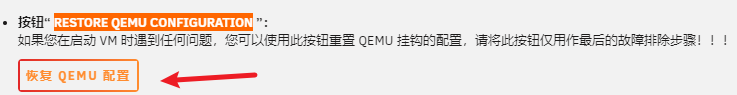 • 按钮“ RESTORE QEMU CONFIGURATION ”：
如果您在启动 VM 时遇到任何问题，您可以使用此按钮重置 QEMU 挂钩的配置，请将此按钮仅用作最后的故障排除步骤！！！
恢复 QEMU 配置